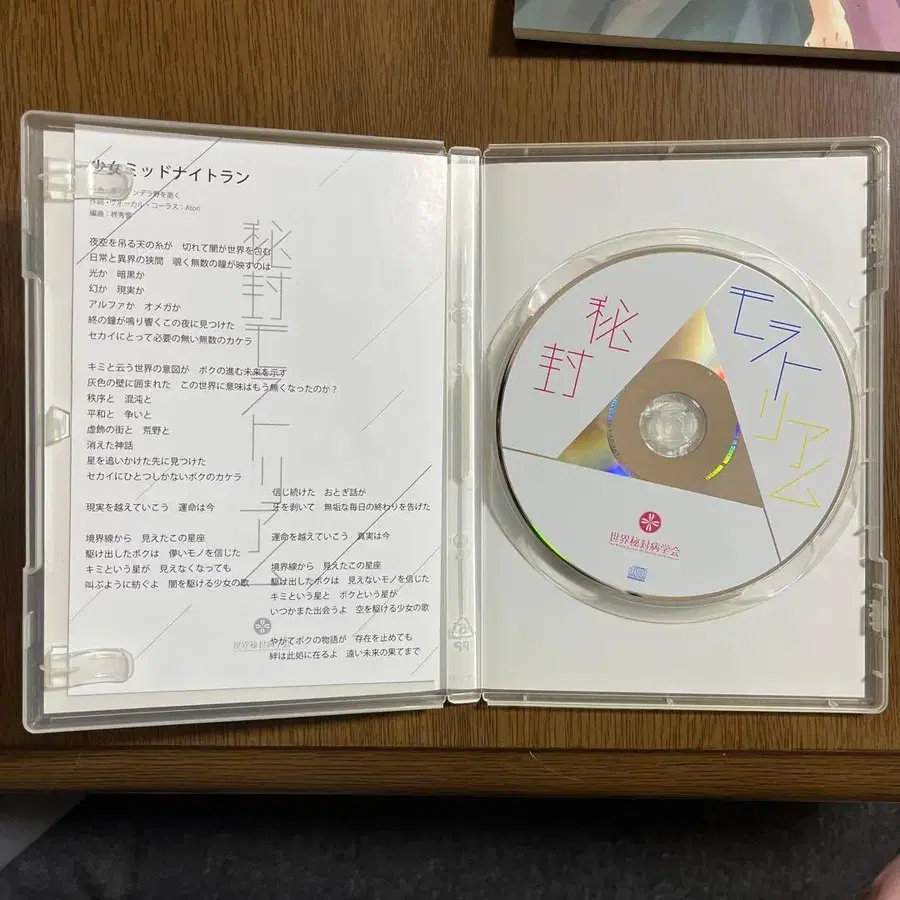 少女ミッドナイトラン
作詞・ヴォーカル・コーラス：Atori
編曲：柊秀雪
夜空を吊る天の糸が　切れて闇が世界を包む
日常と異界の狭間　覗く無数の瞳が映すのは
光か　暗黒か
幻か　現実か
アルファか　オメガか
終の鐘が鳴り響くこの夜に見つけた
セカイにとって必要の無い無数のカケラ
キミと云う世界の意図が　ボクの進む未来を示す
灰色の壁に囲まれた　この世界に意味はもう無くなったのか？
秩序と　混沌と
平和と　争いと
虚飾の街と　荒野と
消えた神話
星を追いかけた先に見つけた
セカイにひとつしかないボクのカケラ
現実を越えていこう　運命は今
境界線から　見えたこの星座
駆け出したボクは　儚いモノを信じた
キミという星が　見えなくなっても
叫ぶように紡ぐよ　闇を駆ける少女の歌
信じ続けた　おとぎ話が
牙を剥いて　無垢な毎日の終わりを告げた
運命を越えていこう　真実は今
境界線から　見えたこの星座
駆け出したボクは　見えないモノを信じた
キミという星と　ボクという星が
いつかまた出会うよ　空を駆ける少女の歌
やがてボクの物語が　存在を止めても
絆は此処に在るよ　遠い未来の果てまで
秘封モラトリアム
世界秘封病学会
秘封
モラト
リアム
世界秘封病学会